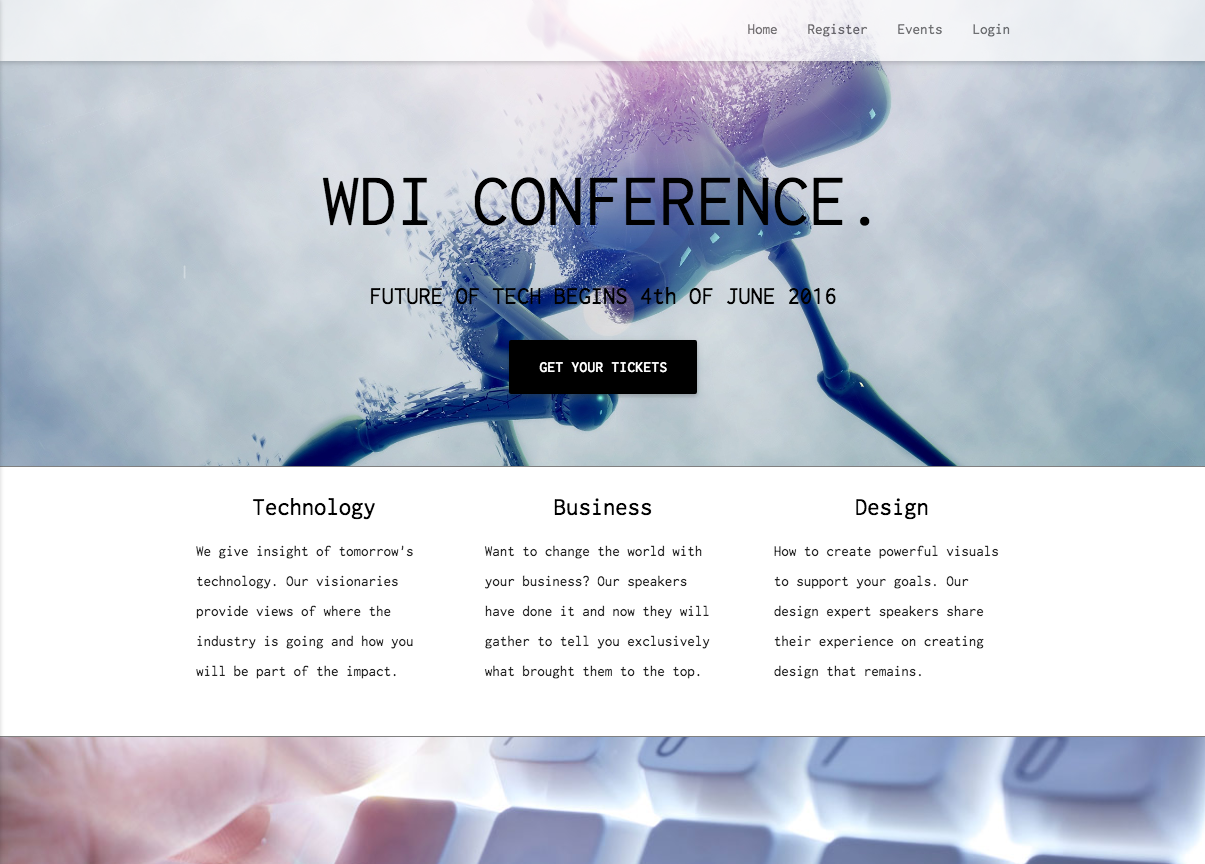 Home Register Events Login
WDI CONFERENCE.
FUTURE OF TECH BEGINS 4th OF JUNE 2016
GET YOUR TICKETS
Technology
We give insight of tomorrow's
technology. Our visionaries
provide views of where the
industry is going and how you
will be part of the impact.
Business
Want to change the world with
your business? Our speakers
have done it and now they will
gather to tell you exclusively
what brought them to the top.
Design
How to create powerful visuals
to support your goals. Our
design expert speakers share
their experience on creating
design that remains.